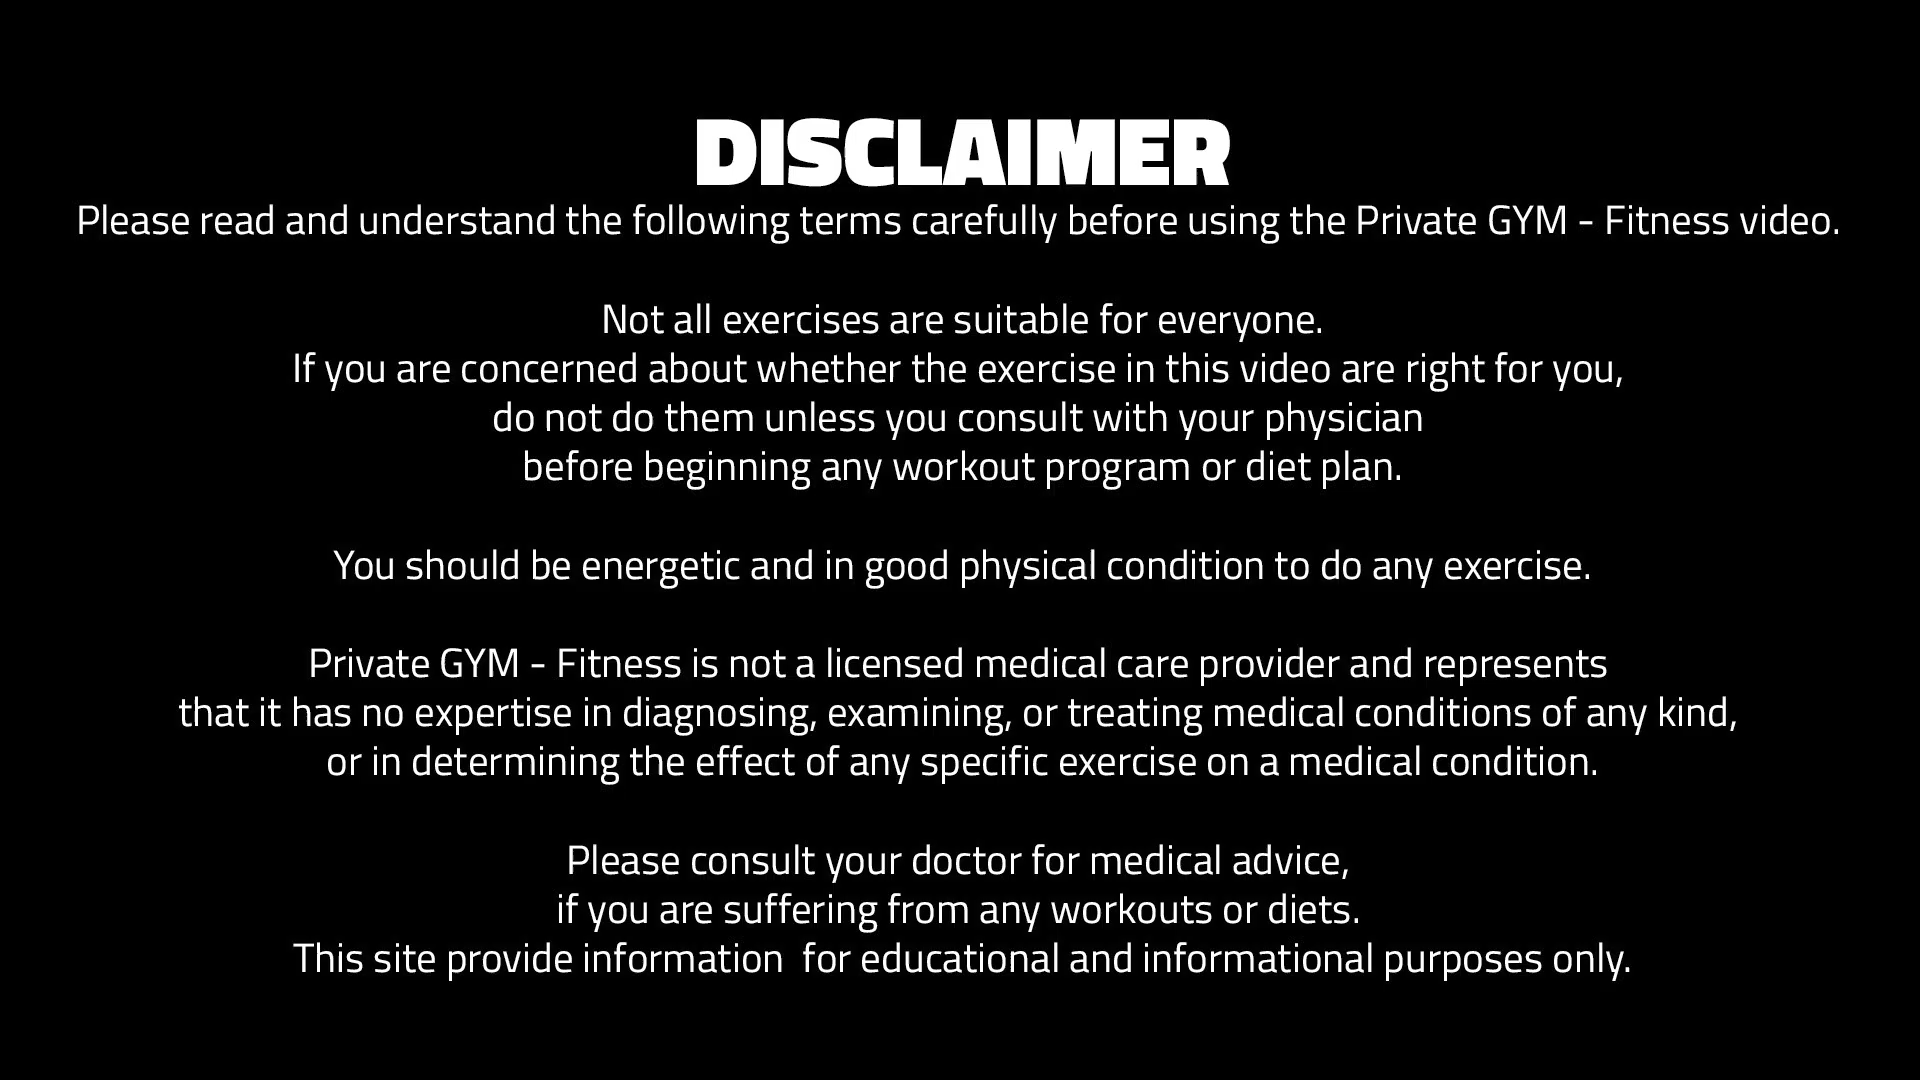 DISCLAIMER
Please read and understand the following terms carefully before using the Private GYM - Fitness video.
Not all exercises are suitable for everyone.
If you are concerned about whether the exercise in this video are right for you,
do not do them unless you consult with your physician
before beginning any workout program or diet plan.
You should be energetic and in good physical condition to do any exercise.
Private GYM - Fitness is not a licensed medical care provider and represents
that it has no expertise in diagnosing, examining, or treating medical conditions of any kind,
or in determining the effect of any specific exercise on a medical condition.
Please consult your doctor for medical advice,
if you are suffering from any workouts or diets.
This site provide information  for educational and informational purposes only.